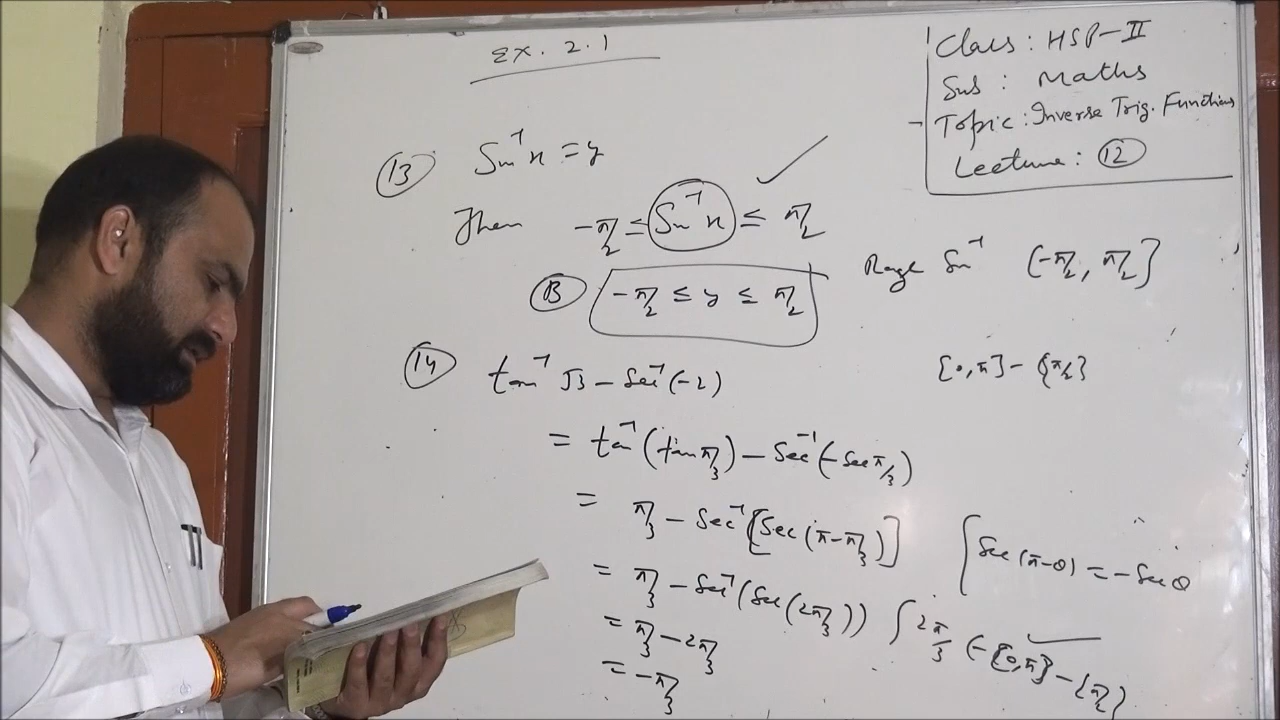 Ex. 2.1
Class : HSP-II
Sub : Maths
Topic : Inverse Trig. Functions
Lecture : 12
13 Sin⁻¹x = y
Then -π/2 ≤ Sin⁻¹x ≤ π/2
Range Sin⁻¹ [-π/2, π/2]
B -π/2 ≤ y ≤ π/2
14 tan⁻¹√3 - Sec⁻¹(-2)
[0,π] - {π/2}
= tan⁻¹(tan π/3) - Sec⁻¹(-Sec π/3)
= π/3 - Sec⁻¹[Sec(π-π/3)] [Sec(π-θ) = -Secθ
= π/3 - Sec⁻¹(Sec(2π/3)) [2π/3 ∈ [0,π] - {π/2}
= π/3 - 2π/3
= -π/3